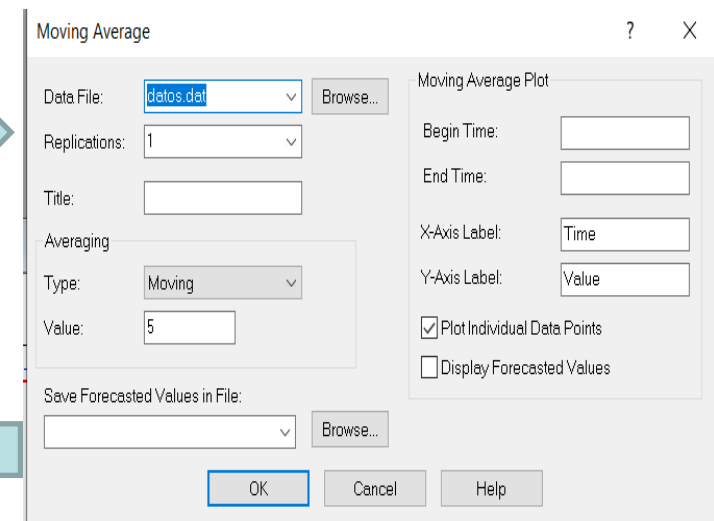 Moving Average ? X
Data File: datos.dat Browse...
Replications: 1
Title:
Averaging
Type: Moving
Value: 5
Save Forecasted Values in File:
Browse...
Moving Average Plot
Begin Time:
End Time:
X-Axis Label: Time
Y-Axis Label: Value
Plot Individual Data Points
Display Forecasted Values
OK Cancel Help